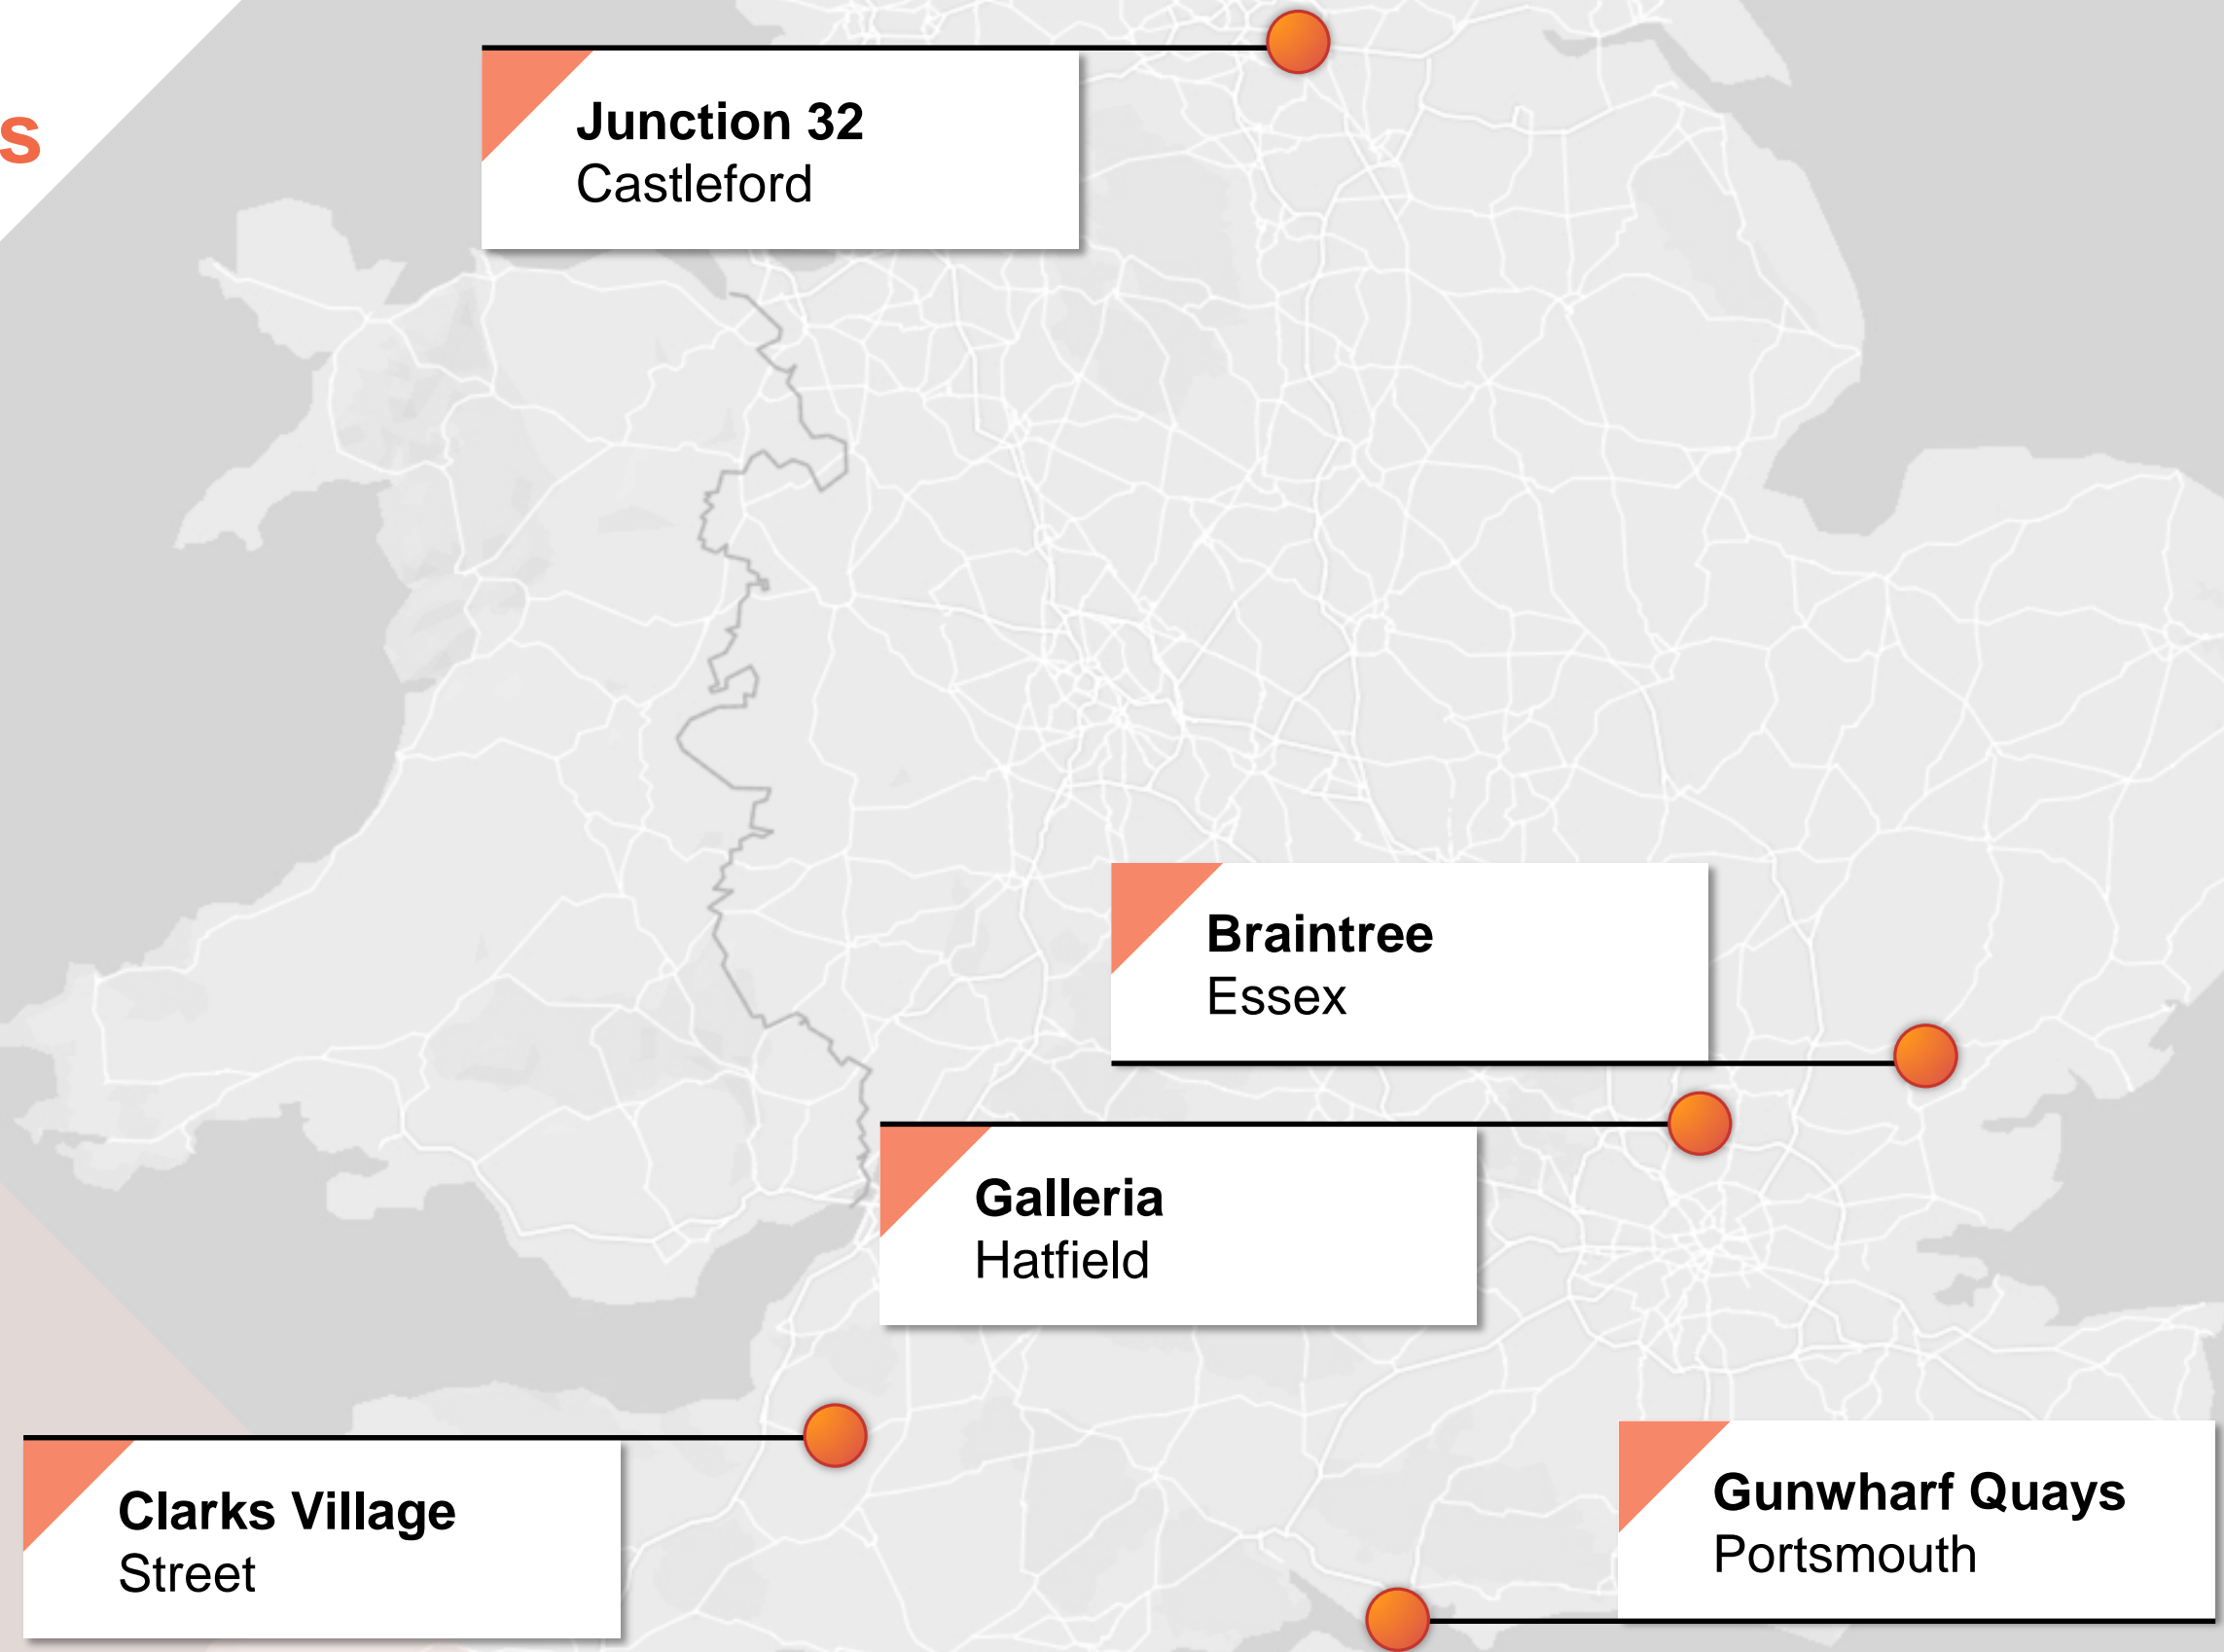 s
Junction 32
Castleford
Braintree
Essex
Galleria
Hatfield
Clarks Village
Street
Gunwharf Quays
Portsmouth